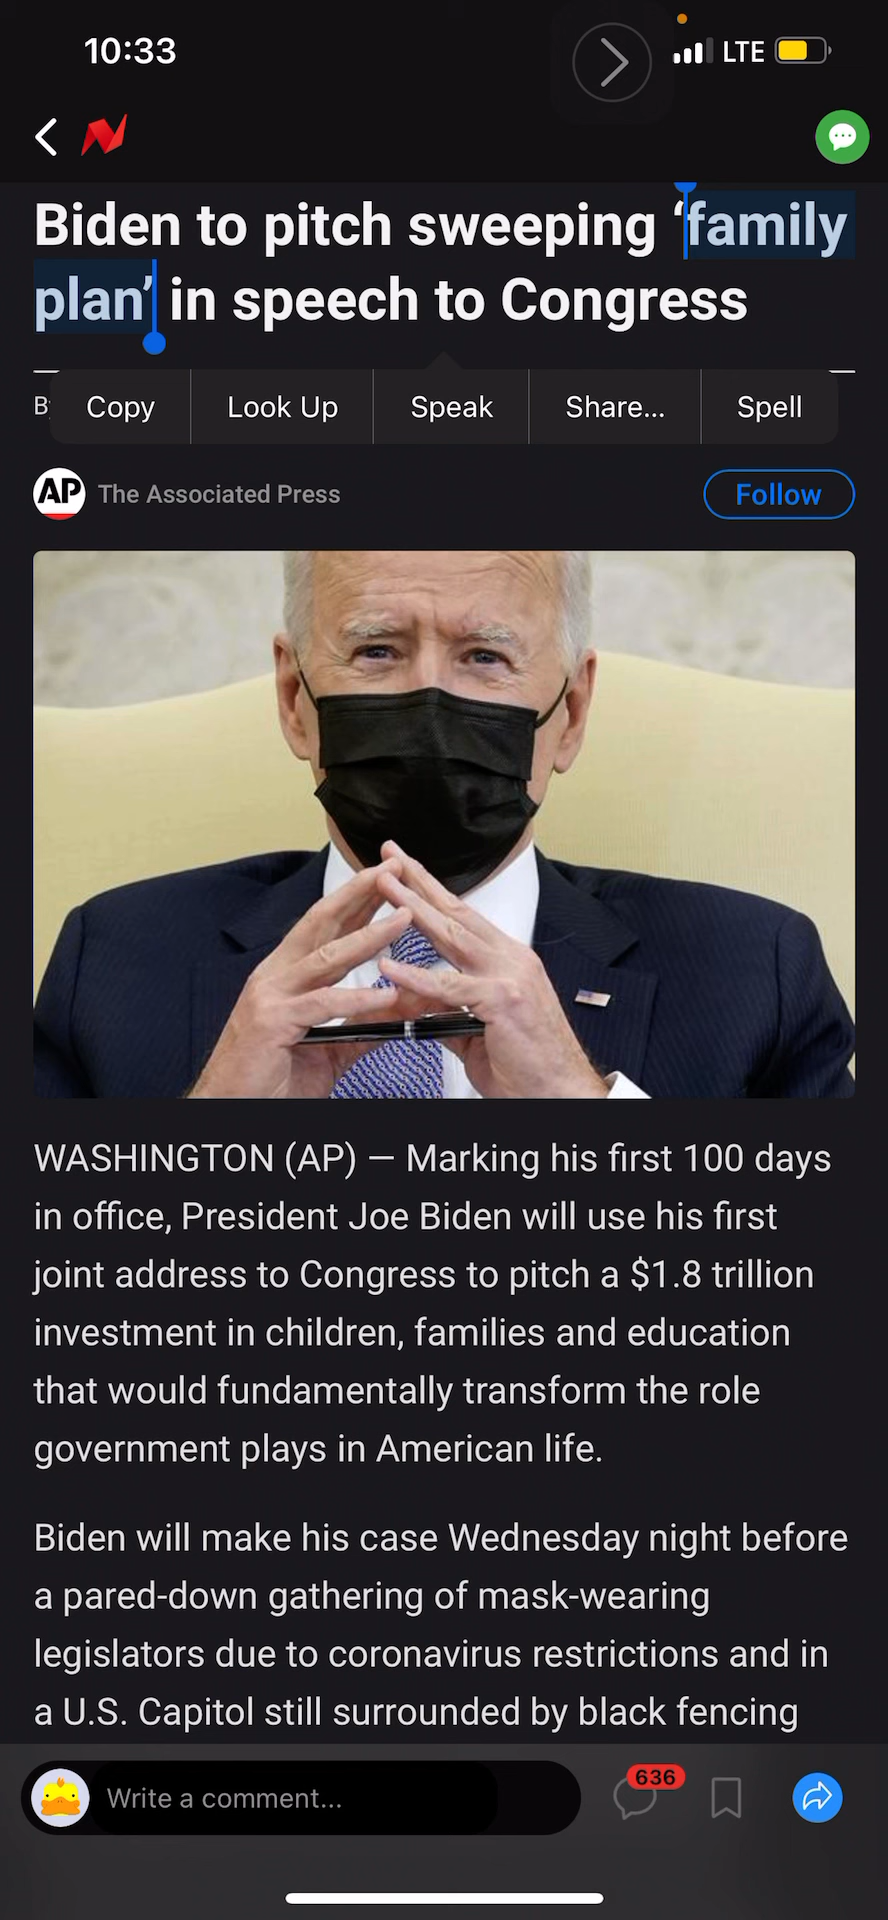 10:33
LTE
Biden to pitch sweeping ‘family
plan’ in speech to Congress
Copy
Look Up
Speak
Share...
Spell
AP
The Associated Press
Follow
WASHINGTON (AP) — Marking his first 100 days
in office, President Joe Biden will use his first
joint address to Congress to pitch a $1.8 trillion
investment in children, families and education
that would fundamentally transform the role
government plays in American life.
Biden will make his case Wednesday night before
a pared-down gathering of mask-wearing
legislators due to coronavirus restrictions and in
a U.S. Capitol still surrounded by black fencing
Write a comment...
636